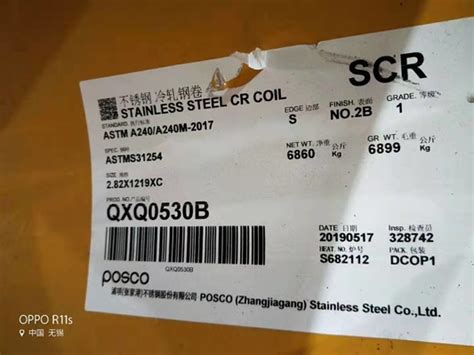 SCR
不锈钢 冷轧钢卷
STAINLESS STEEL CR COIL
EDGE 边部
S
FINISH. 表面
NO.2B
GRADE. 等级
1
STANDARD. 执行标准
ASTM A240/A240M-2017
SPEC. 钢种
ASTMS31254
NET WT. 净重 公斤
6860 Kg
GR WT. 毛重 公斤
6899 Kg
SIZE. 规格
2.82X1219XC
PROD. NO. 产品编号
QXQ0530B
QXQ0530B
DATE 日期
20190517
Insp. 检查员
328742
HEAT. NO. 炉号
S682112
PACK 包装
DCOP1
posco
浦项(张家港)不锈钢股份有限公司 POSCO (Zhangjiagang) Stainless Steel Co., Ltd.
OPPO R11s
中国 无锡